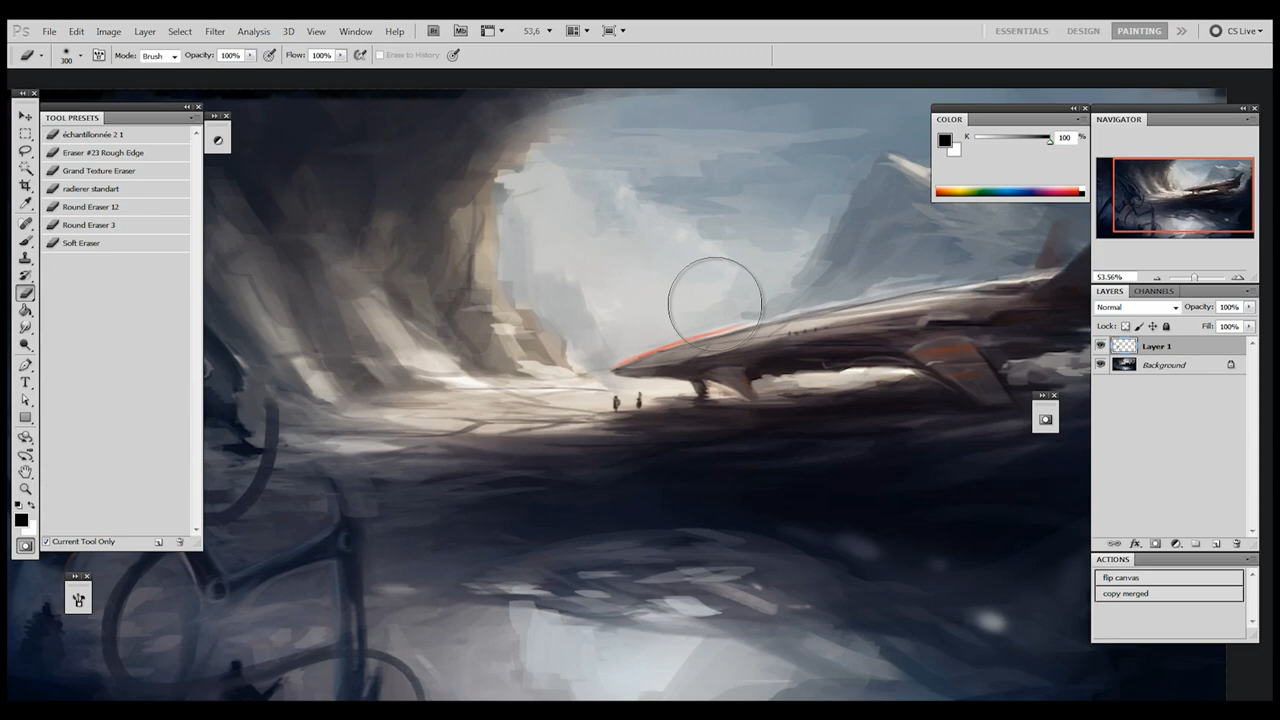 Ps File Edit Image Layer Select Filter Analysis 3D View Window Help Br Mb 53,6 ESSENTIALS DESIGN PAINTING CS Live
300 Mode: Brush Opacity: 100% Flow: 100% Erase to History
TOOL PRESETS
échantillonnée 2 1
Eraser #23 Rough Edge
Grand Texture Eraser
radierer standart
Round Eraser 12
Round Eraser 3
Soft Eraser
Current Tool Only
COLOR
K 100 %
NAVIGATOR
53.56%
LAYERS CHANNELS
Normal Opacity: 100%
Lock: Fill: 100%
Layer 1
Background
ACTIONS
flip canvas
copy merged